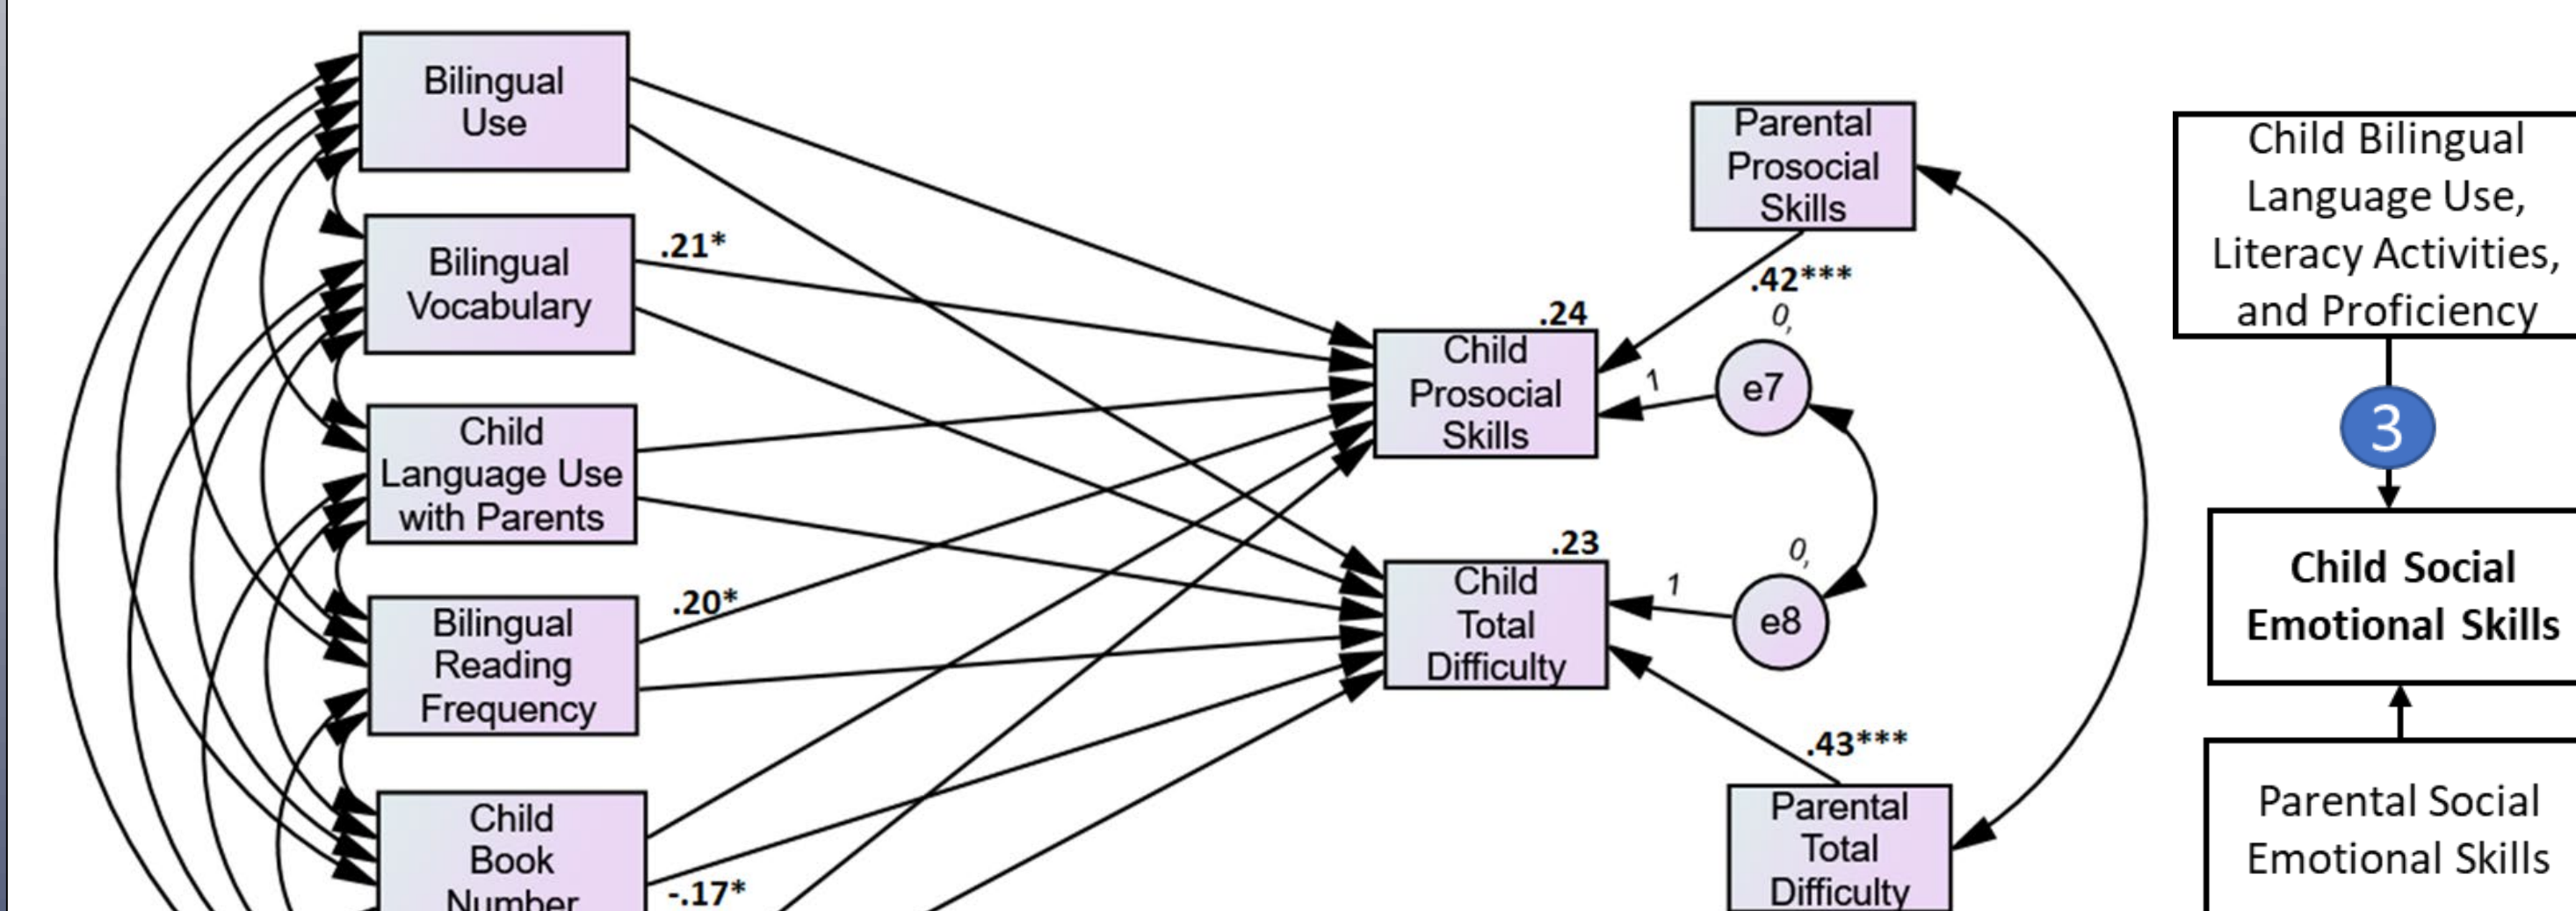 Bilingual
Use
Bilingual
Vocabulary
.21*
Child
Language Use
with Parents
Bilingual
Reading
Frequency
.20*
Child
Book
Number
-.17*
.24
Child
Prosocial
Skills
.23
Child
Total
Difficulty
Parental
Prosocial
Skills
.42***
0,
1
e7
0,
1
e8
.43***
Parental
Total
Difficulty
Child Bilingual
Language Use,
Literacy Activities,
and Proficiency
3
Child Social
Emotional Skills
Parental Social
Emotional Skills